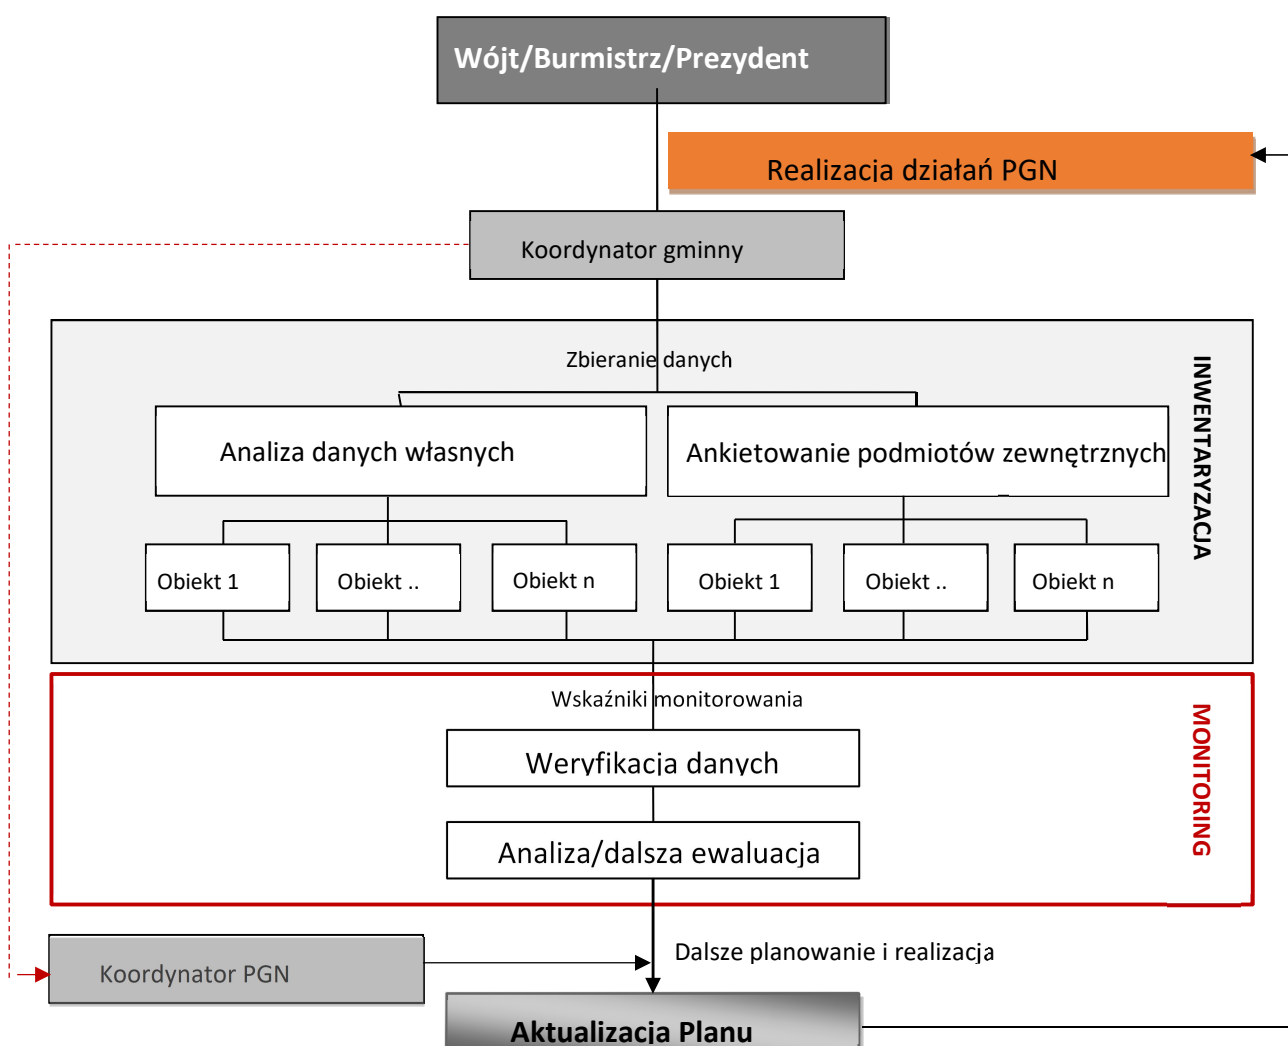 Wójt/Burmistrz/Prezydent
Realizacja działań PGN
Koordynator gminny
Zbieranie danych
INWENTARYZACJA
Analiza danych własnych
Ankietowanie podmiotów zewnętrznych
Obiekt 1
Obiekt ..
Obiekt n
Obiekt 1
Obiekt ..
Obiekt n
Wskaźniki monitorowania
MONITORING
Weryfikacja danych
Analiza/dalsza ewaluacja
Dalsze planowanie i realizacja
Koordynator PGN
Aktualizacja Planu